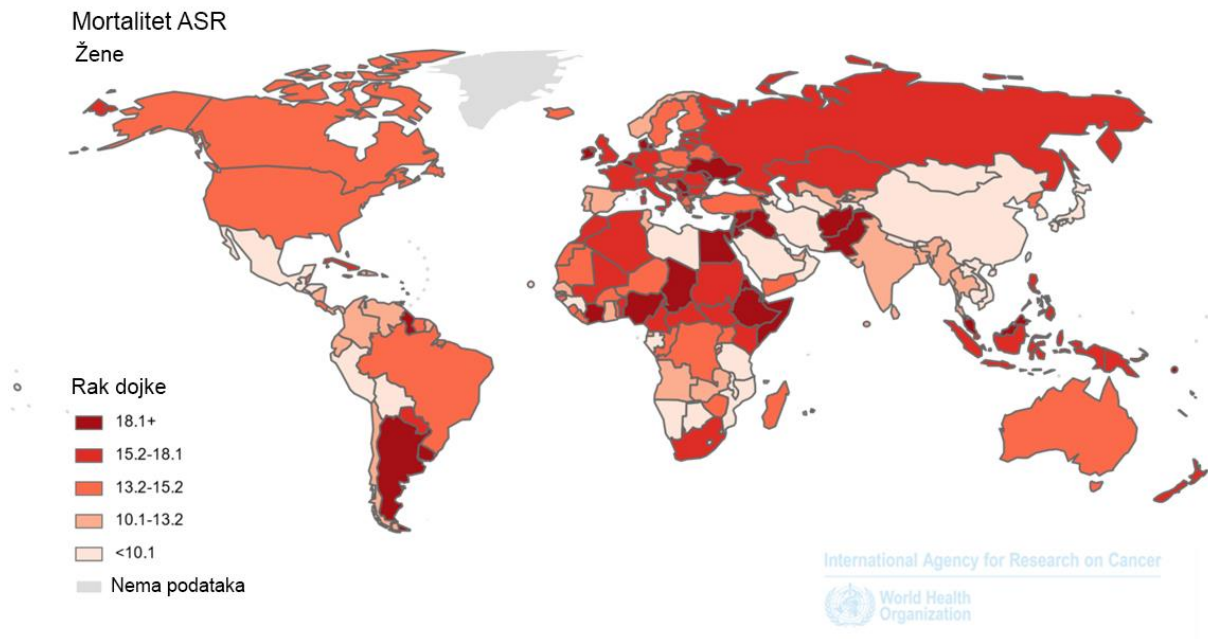 Mortalitet ASR
Žene
Rak dojke
18.1+
15.2-18.1
13.2-15.2
10.1-13.2
<10.1
Nema podataka
International Agency for Research on Cancer
World Health
Organization